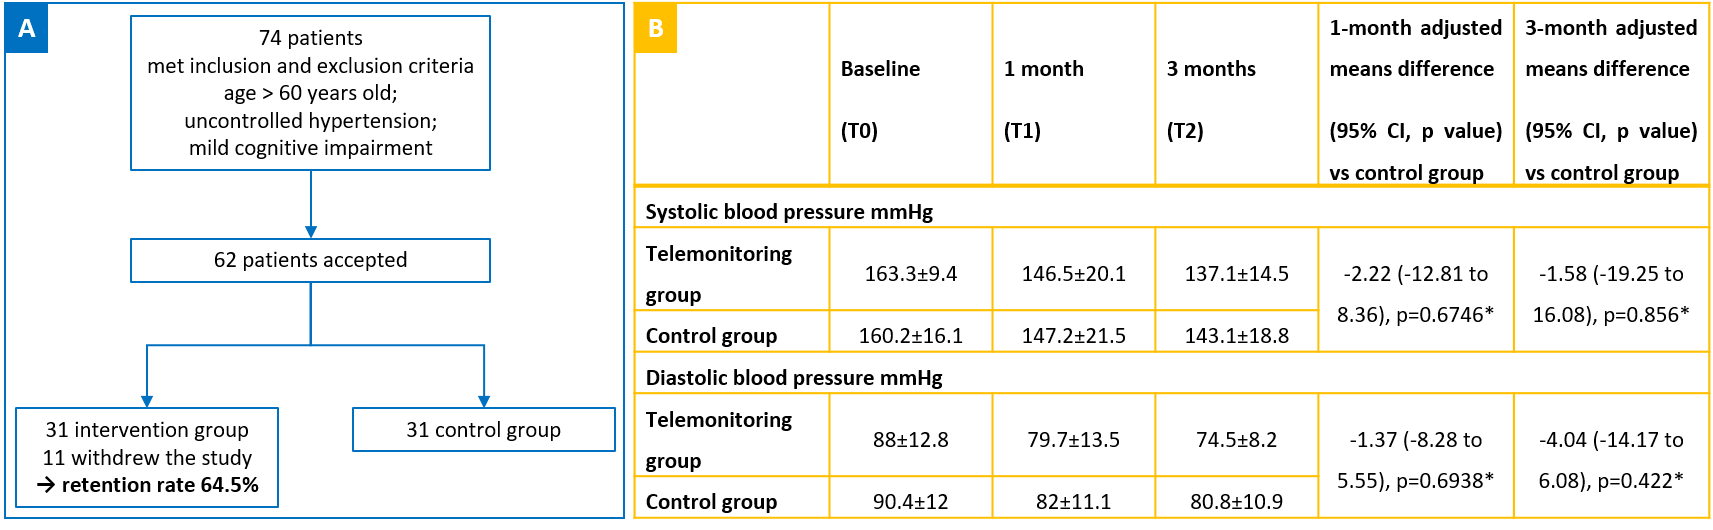 A
74 patients
met inclusion and exclusion criteria
age > 60 years old;
uncontrolled hypertension;
mild cognitive impairment
62 patients accepted
31 intervention group
11 withdrew the study
→ retention rate 64.5%
31 control group
B
Baseline
(T0)
1 month
(T1)
3 months
(T2)
1-month adjusted
means difference
(95% CI, p value)
vs control group
3-month adjusted
means difference
(95% CI, p value)
vs control group
Systolic blood pressure mmHg
Telemonitoring
group
163.3±9.4
146.5±20.1
137.1±14.5
-2.22 (-12.81 to
8.36), p=0.6746*
-1.58 (-19.25 to
16.08), p=0.856*
Control group
160.2±16.1
147.2±21.5
143.1±18.8
Diastolic blood pressure mmHg
Telemonitoring
group
88±12.8
79.7±13.5
74.5±8.2
-1.37 (-8.28 to
5.55), p=0.6938*
-4.04 (-14.17 to
6.08), p=0.422*
Control group
90.4±12
82±11.1
80.8±10.9